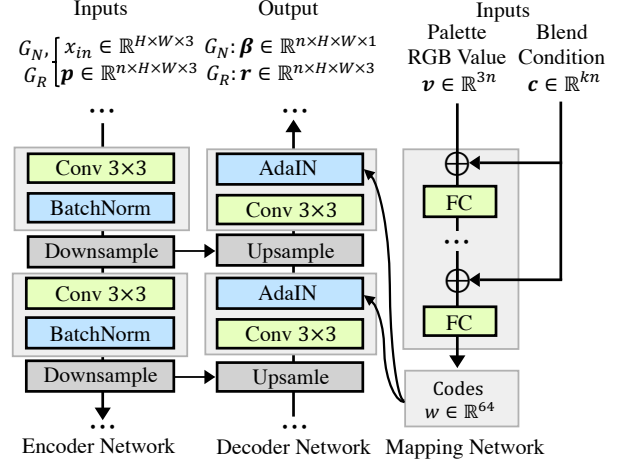 Inputs
G_N, G_R { x_in ∈ ℝ^{H×W×3}
p ∈ ℝ^{n×H×W×3}
...
Conv 3×3
BatchNorm
Downsample
Conv 3×3
BatchNorm
Downsample
...
Encoder Network
Output
G_N: β ∈ ℝ^{n×H×W×1}
G_R: r ∈ ℝ^{n×H×W×3}
...
AdaIN
Conv 3×3
Upsample
AdaIN
Conv 3×3
Upsamle
...
Decoder Network
Inputs
Palette
RGB Value
v ∈ ℝ^{3n}
Blend
Condition
c ∈ ℝ^{kn}
FC
...
FC
Codes
w ∈ ℝ^{64}
Mapping Network